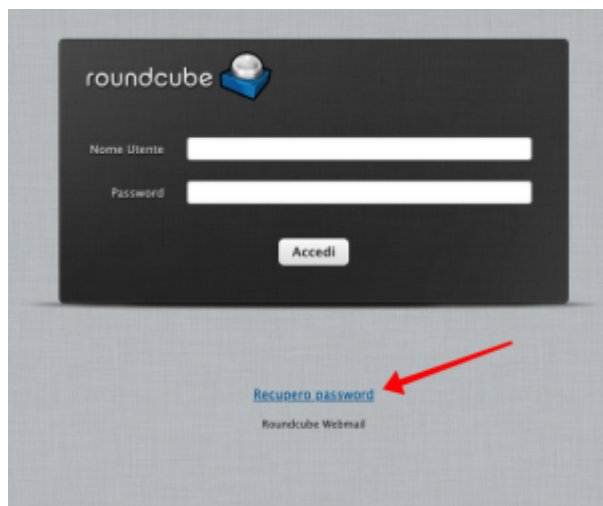 roundcube
Nome Utente
Password
Accedi
Recupero password
Roundcube Webmail